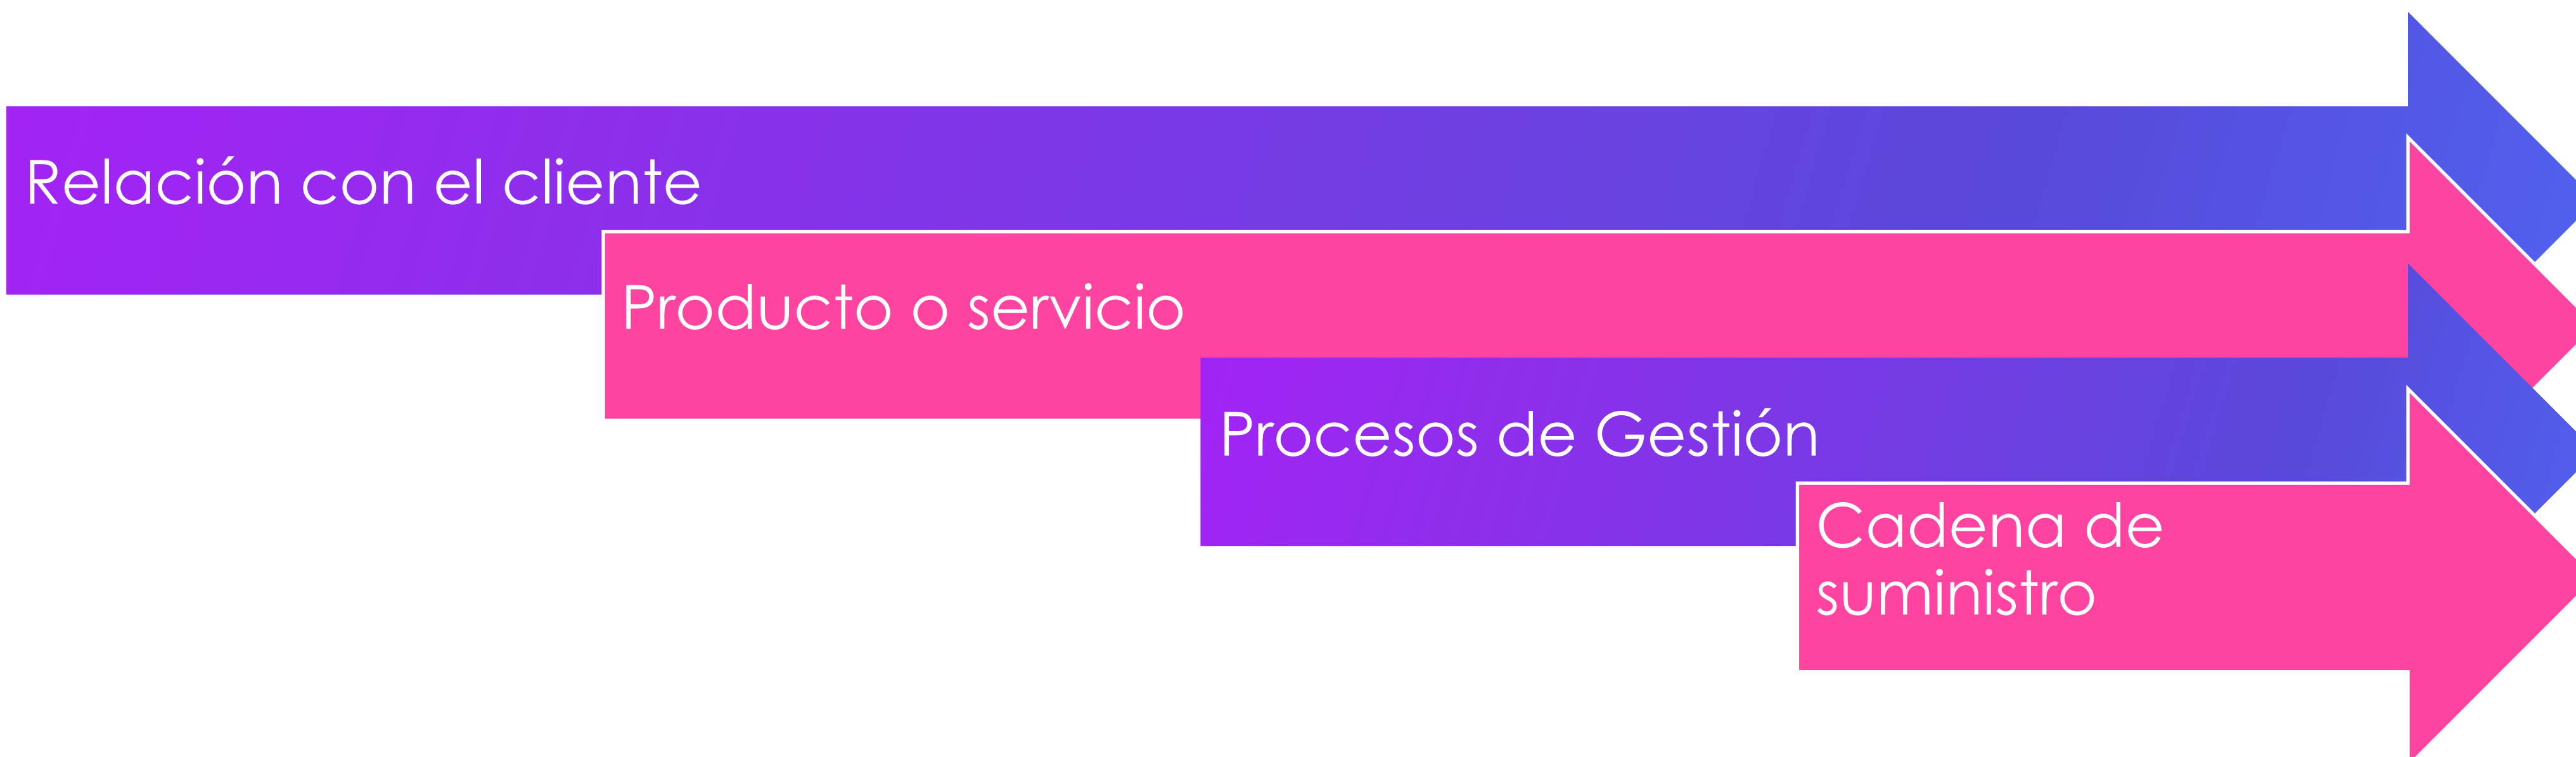 Relación con el cliente
Producto o servicio
Procesos de Gestión
Cadena de
suministro